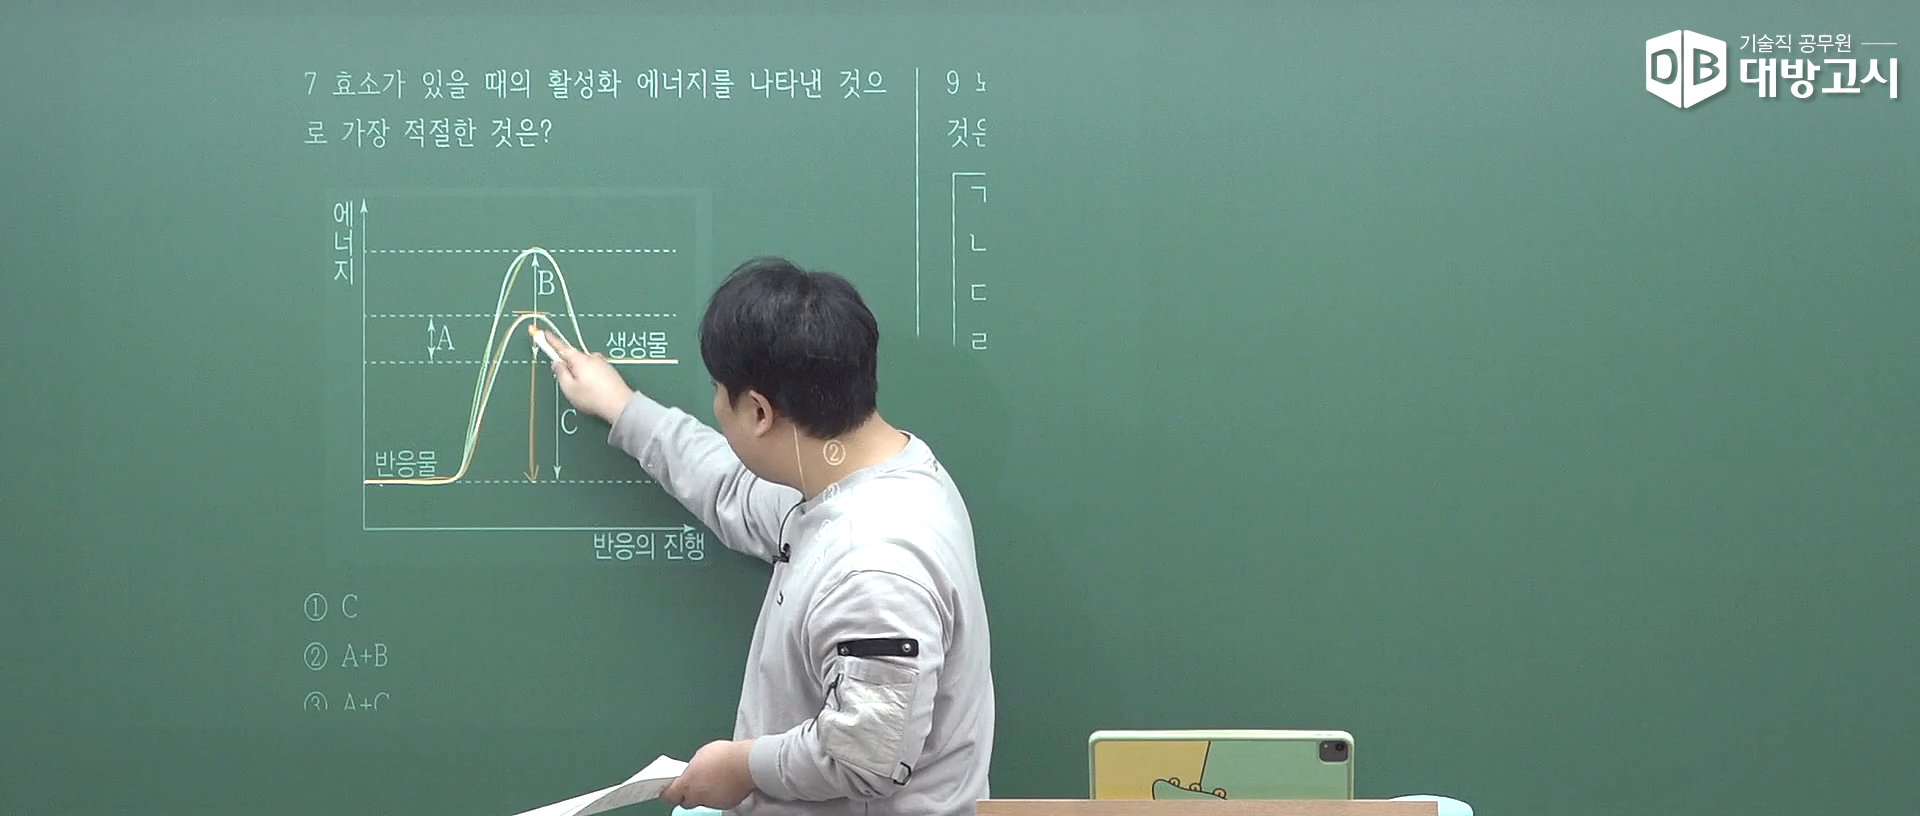 기술직 공무원
대방고시
7 효소가 있을 때의 활성화 에너지를 나타낸 것으
로 가장 적절한 것은?
에너지
B
A
생성물
C
반응물
반응의 진행
① C
② A+B
③ A+C
9
것은
ㄱ
ㄴ
ㄷ
ㄹ
②
③